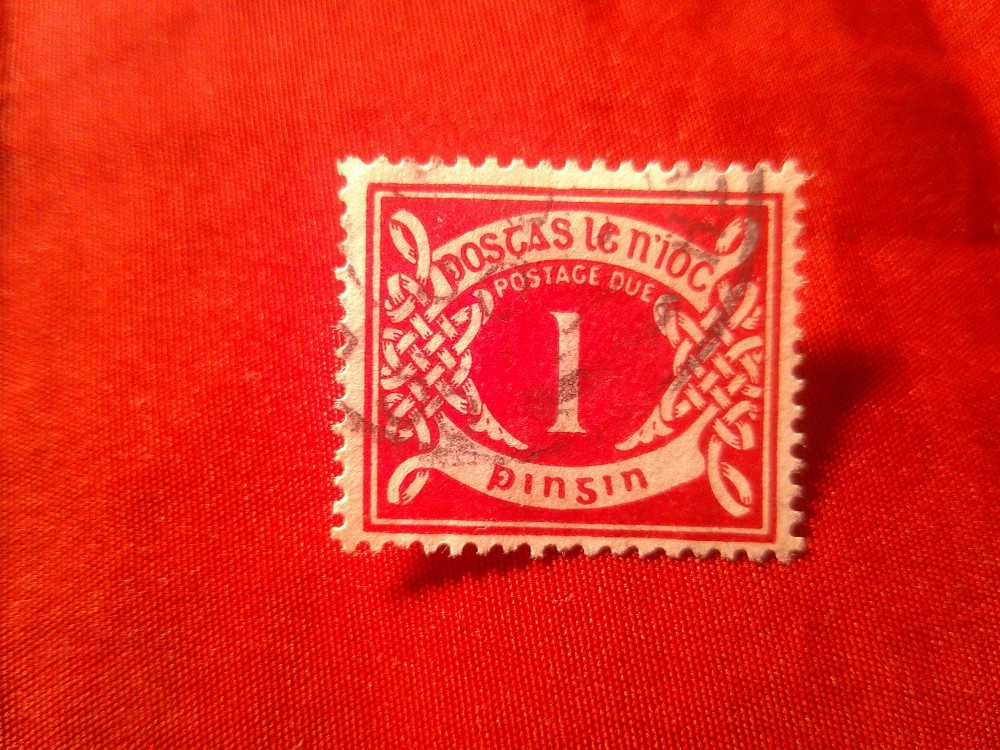 postas le n'íoc
POSTAGE DUE
1
pingin